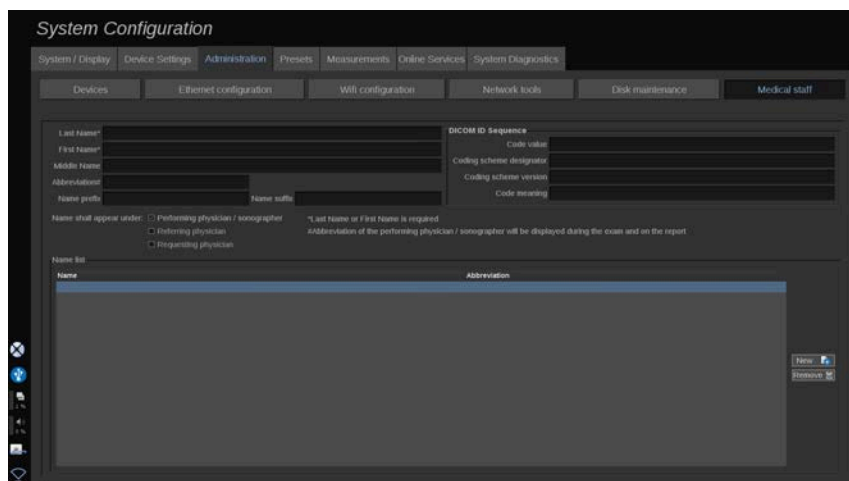 System Configuration
System / Display Device Settings Administration Presets Measurements Online Services System Diagnostics
Devices Ethernet configuration Wifi configuration Network tools Disk maintenance Medical staff
Last Name* DICOM ID Sequence
Code value
First Name*
Middle Name Coding scheme designator
Abbreviation# Coding scheme version
Name prefix Name suffix Code meaning
Name shall appear under: Performing physician / sonographer *Last Name or First Name is required
Referring physician #Abbreviation of the performing physician / sonographer will be displayed during the exam and on the report
Requesting physician
Name list
Name Abbreviation
New
Remove